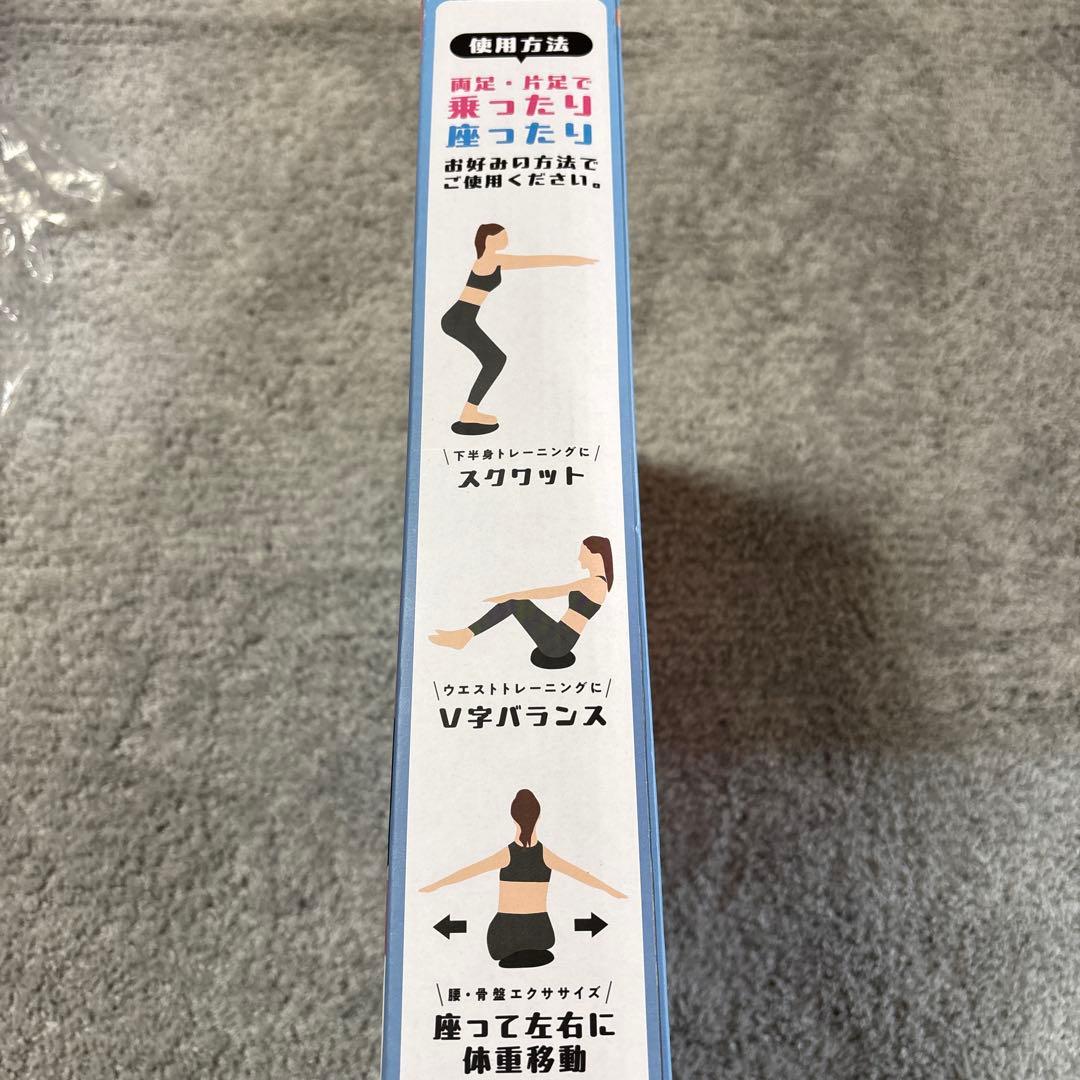 使用方法
両足・片足で
乗ったり
座ったり
お好みの方法で
ご使用ください。
\下半身トレーニングに/
スクワット
\ウエストトレーニングに/
V字バランス
\腰・骨盤エクササイズ/
座って左右に
体重移動